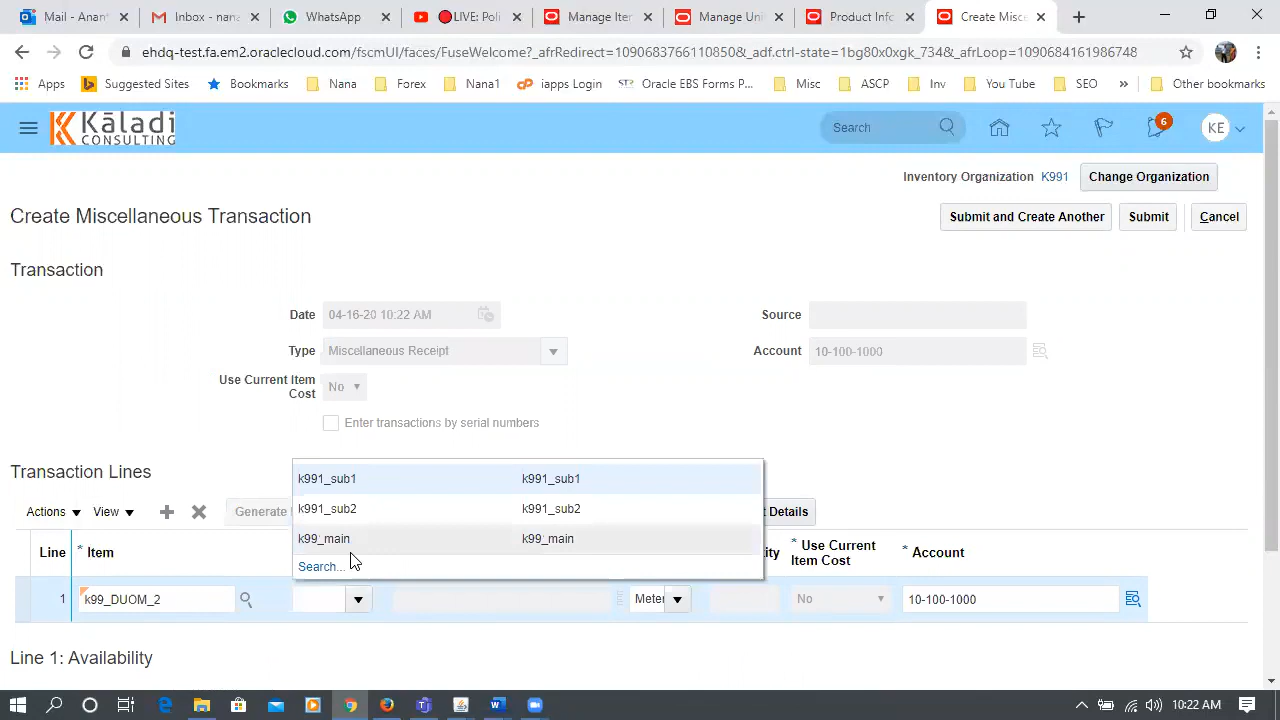 Mail - Anant
Inbox - nana
WhatsApp
LIVE: Poli
Manage Iter
Manage Uni
Product Info
Create Misc
ehdq-test.fa.em2.oraclecloud.com/fscmUI/faces/FuseWelcome?_afrRedirect=1090683766110850&_adf.ctrl-state=1bg80x0xgk_734&_afrLoop=1090684161986748
Apps
Suggested Sites
Bookmarks
Nana
Forex
Nana1
iapps Login
Oracle EBS Forms P...
Misc
ASCP
Inv
You Tube
SEO
»
Other bookmarks
Kāladi
CONSULTING
Search
6
KE
Inventory Organization K991 Change Organization
Create Miscellaneous Transaction
Submit and Create Another Submit Cancel
Transaction
Date 04-16-20 10:22 AM
Source
Type Miscellaneous Receipt
Account 10-100-1000
Use Current Item
Cost
No
Enter transactions by serial numbers
Transaction Lines
k991_sub1 k991_sub1
k991_sub2 k991_sub2
k99_main k99_main
Search...
Actions View Generate t Details
Line * Item ity * Use Current
Item Cost * Account
1 k99_DUOM_2 Meter No 10-100-1000
Line 1: Availability
10:22 AM